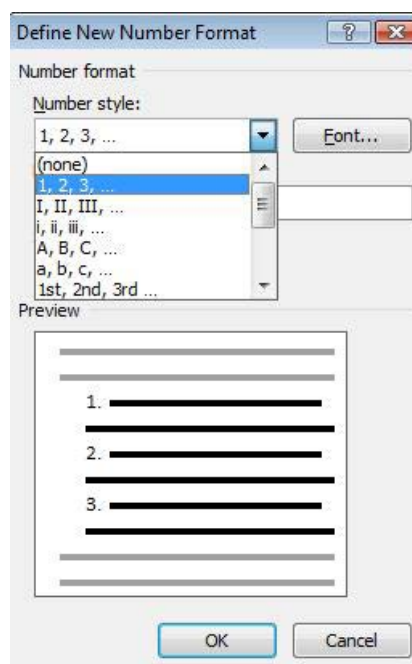 Define New Number Format
Number format
Number style:
1, 2, 3, ...
Font...
(none)
1, 2, 3, ...
I, II, III, ...
i, ii, iii, ...
A, B, C, ...
a, b, c, ...
1st, 2nd, 3rd ...
Preview
1.
2.
3.
OK
Cancel